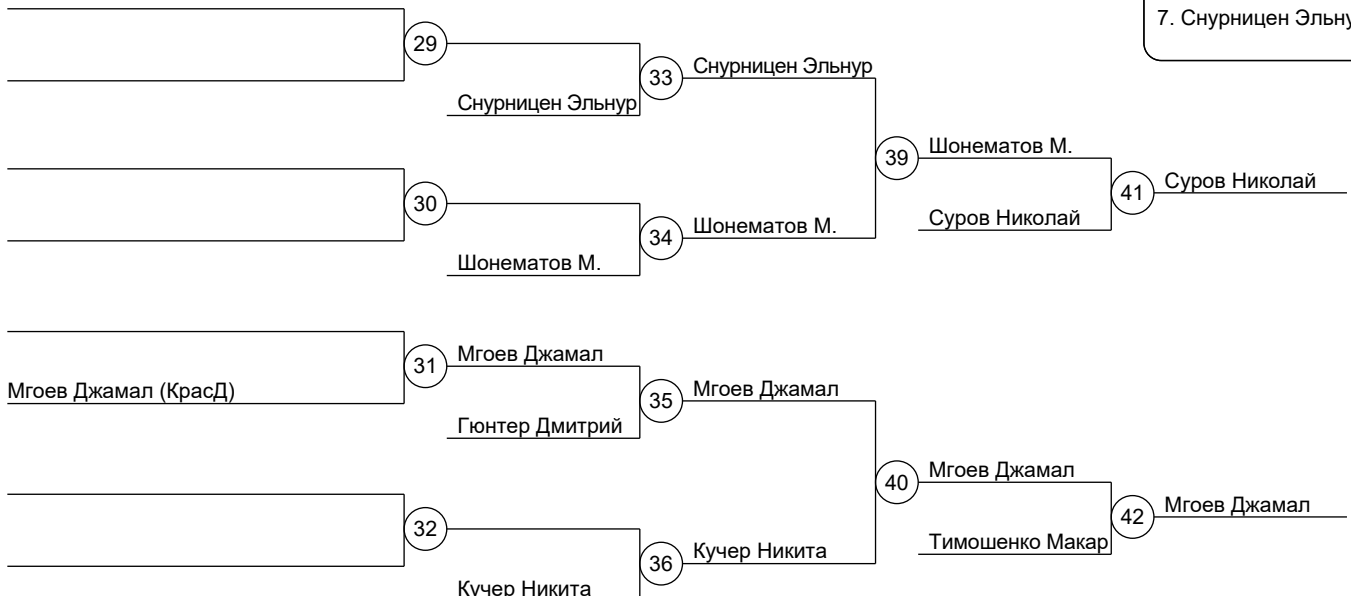 7. Снурницен Эльну
29
33
Снурницен Эльнур
Снурницен Эльнур
39
Шонематов М.
41
Суров Николай
30
34
Шонематов М.
Суров Николай
Шонематов М.
31
Мгоев Джамал
35
Мгоев Джамал
Мгоев Джамал (КрасД)
Гюнтер Дмитрий
40
Мгоев Джамал
42
Мгоев Джамал
32
36
Кучер Никита
Тимошенко Макар
Кучер Никита